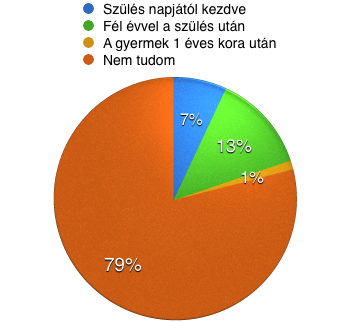 Szülés napjától kezdve
Fél évvel a szülés után
A gyermek 1 éves kora után
Nem tudom
7%
13%
1%
79%